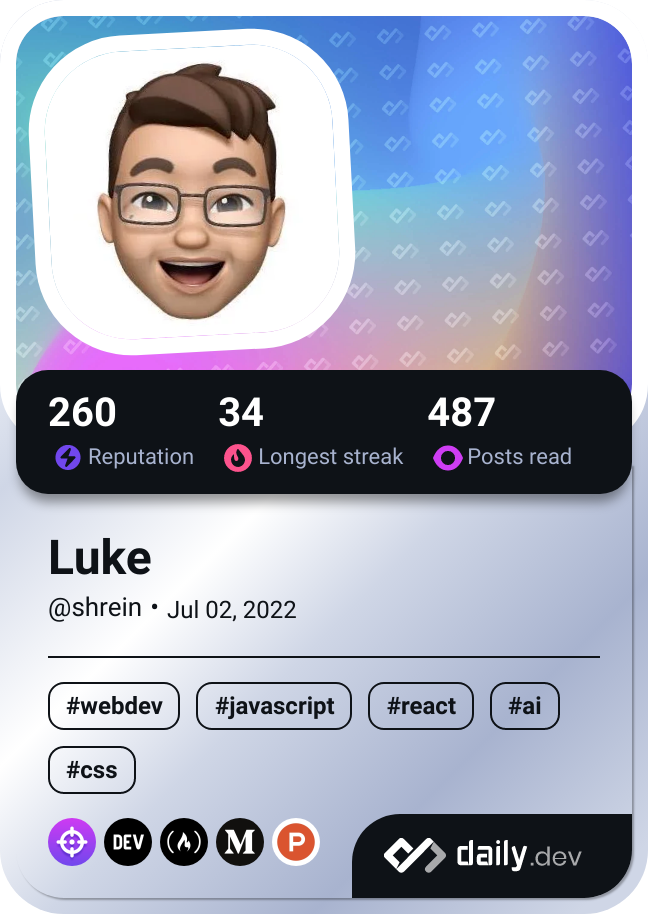 260 34 487
Reputation Longest streak Posts read
Luke
@shrein • Jul 02, 2022
#webdev #javascript #react #ai
#css
DEV M P daily.dev